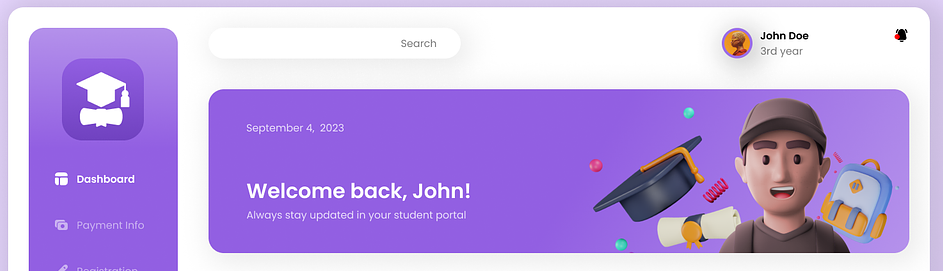 Search
John Doe
3rd year
September 4, 2023
Welcome back, John!
Always stay updated in your student portal
Dashboard
Payment Info
Registration